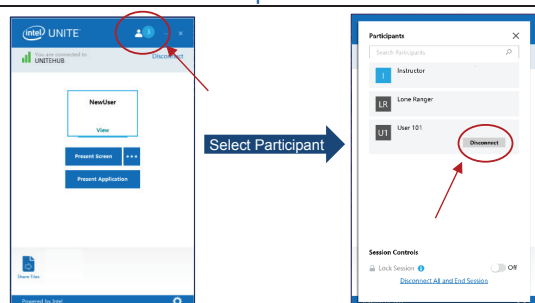 intel UNITE
3
You are connected to
UNITEHUB
Disconnect
NewUser
View
Present Screen
Present Application
Share Files
Powered by Intel
Select Participant
Participants
Search Participants
I
Instructor
LR
Lone Ranger
U1
User 101
Disconnect
Session Controls
Lock Session
Off
Disconnect All and End Session